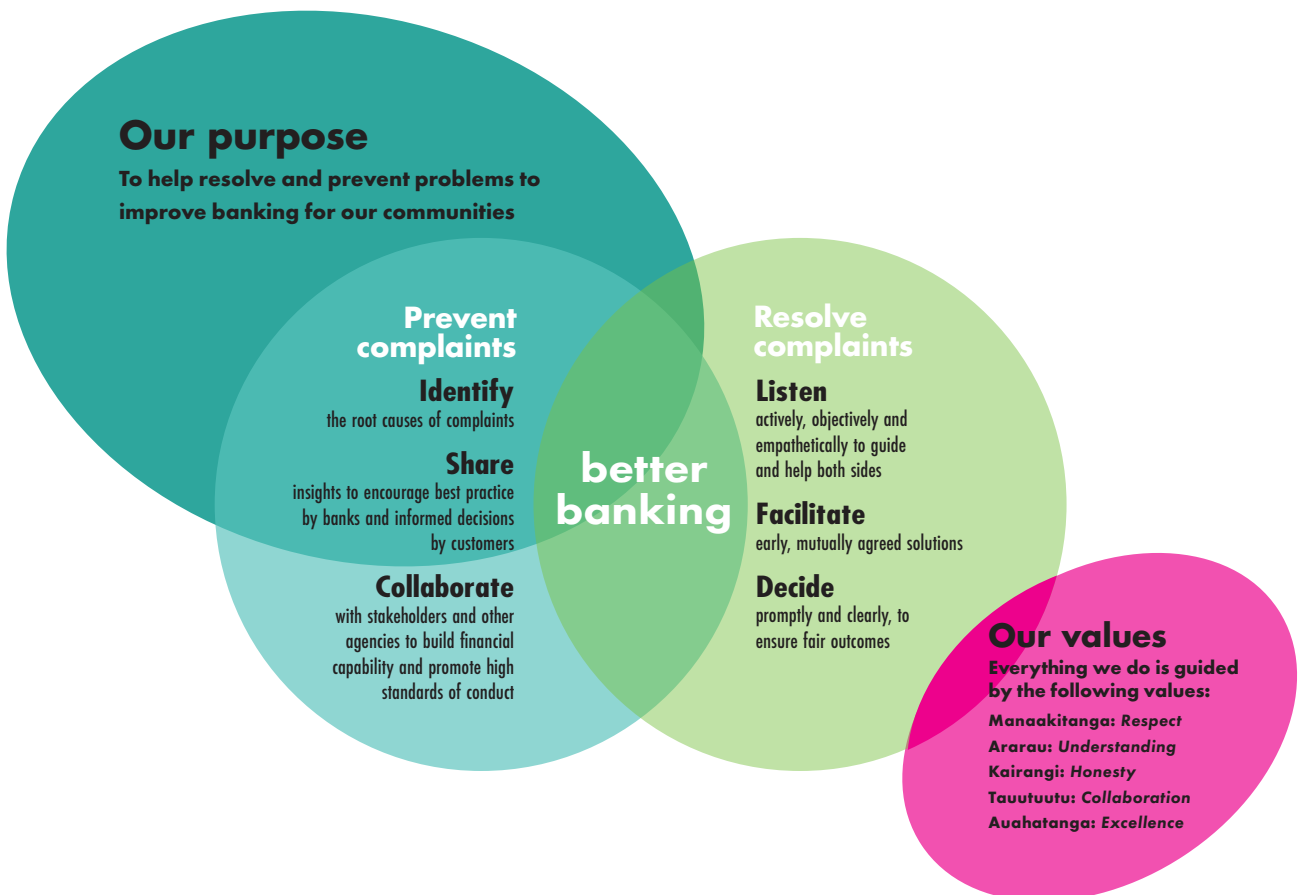 Our purpose
To help resolve and prevent problems to
improve banking for our communities
Prevent
complaints
Identify
the root causes of complaints
Share
insights to encourage best practice
by banks and informed decisions
by customers
Collaborate
with stakeholders and other
agencies to build financial
capability and promote high
standards of conduct
better
banking
Resolve
complaints
Listen
actively, objectively and
empathetically to guide
and help both sides
Facilitate
early, mutually agreed solutions
Decide
promptly and clearly, to
ensure fair outcomes
Our values
Everything we do is guided
by the following values:
Manaakitanga: Respect
Ararau: Understanding
Kairangi: Honesty
Tauutuutu: Collaboration
Auahatanga: Excellence